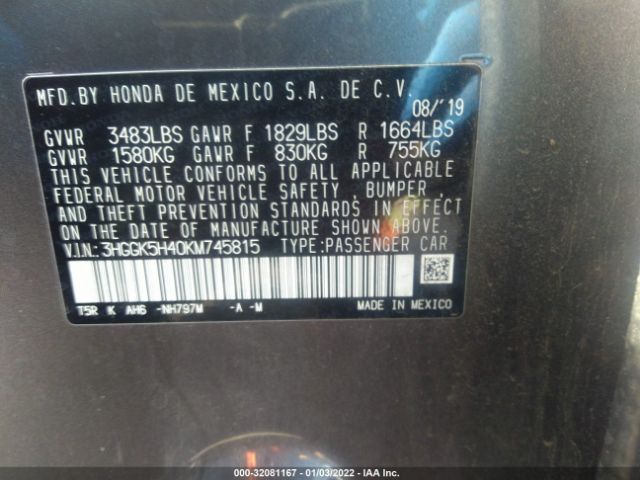 MFD.BY HONDA DE MEXICO S.A. DE C.V.
08/'19
GVWR 3483LBS GAWR F 1829LBS R 1664LBS
GVWR 1580KG GAWR F 830KG R 755KG
THIS VEHICLE CONFORMS TO ALL APPLICABLE
FEDERAL MOTOR VEHICLE SAFETY, BUMPER,
AND THEFT PREVENTION STANDARDS IN EFFECT
ON THE DATE OF MANUFACTURE SHOWN ABOVE.
V.I.N.:3HGGK5H40KM745815 TYPE:PASSENGER CAR
T5R K AH6 -NH797M -A -M MADE IN MEXICO
000-32081167 - 01/03/2022 - IAA Inc.